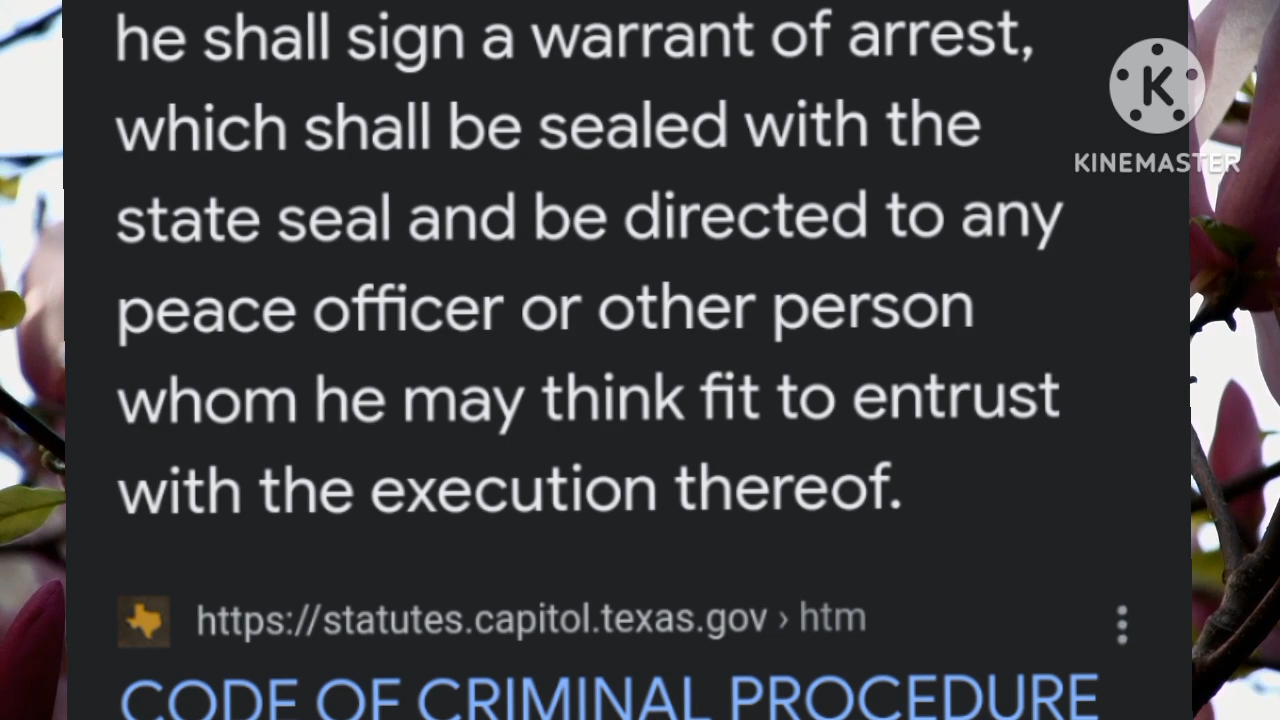 he shall sign a warrant of arrest,
which shall be sealed with the
state seal and be directed to any
peace officer or other person
whom he may think fit to entrust
with the execution thereof.
https://statutes.capitol.texas.gov › htm
CODE OF CRIMINAL PROCEDURE
K
KINEMASTER